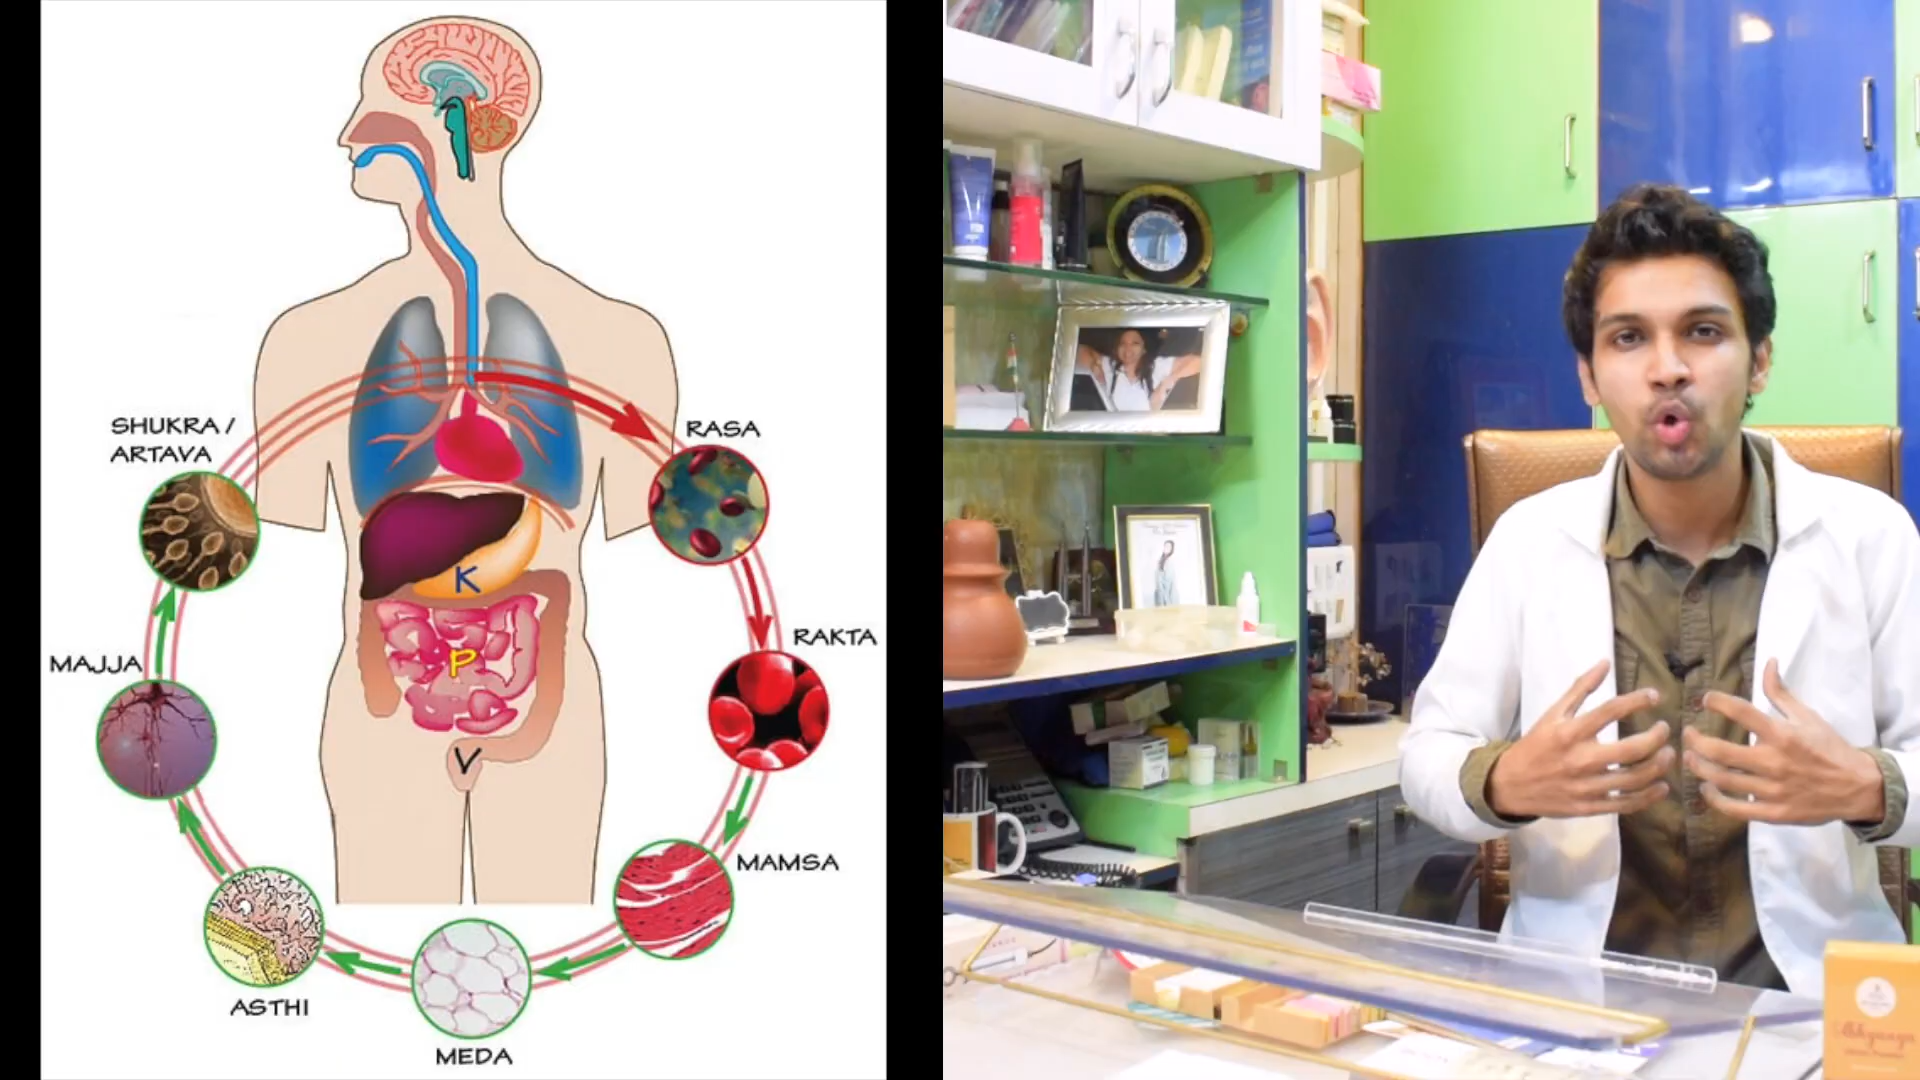 SHUKRA /
ARTAVA
RASA
RAKTA
MAJJA
K
P
V
MAMSA
ASTHI
MEDA